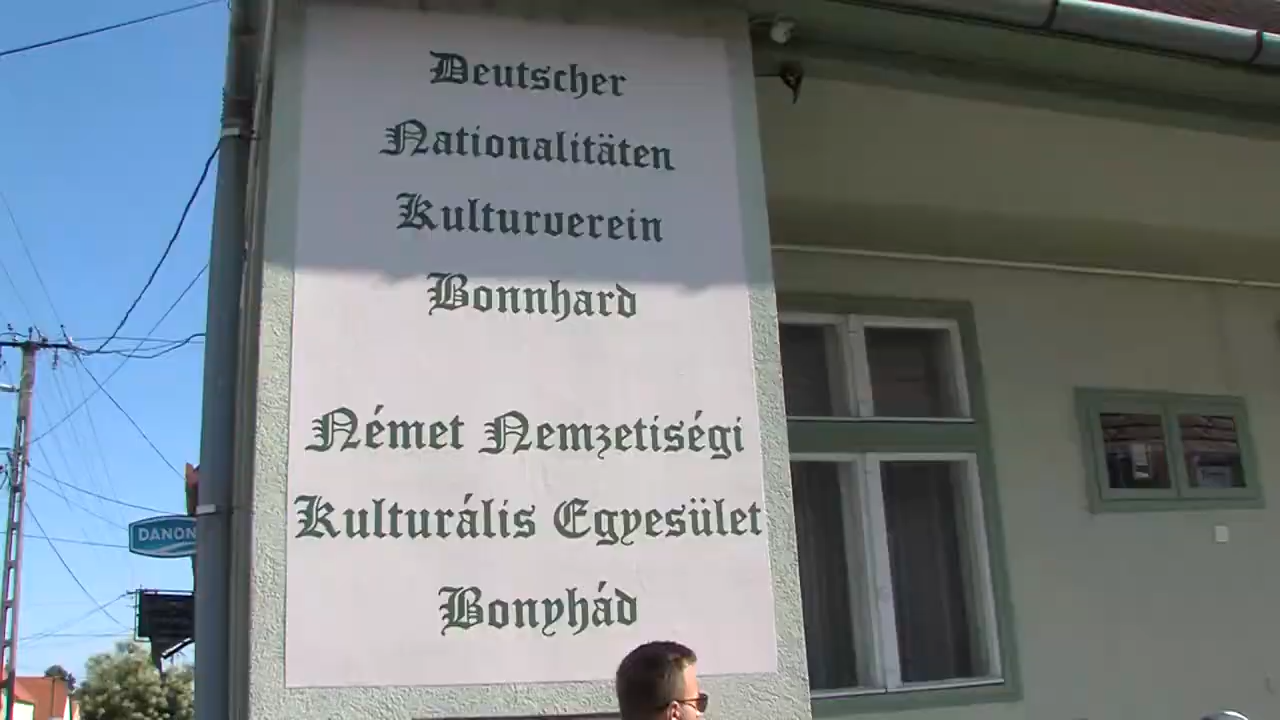 Deutscher
Nationalitäten
Kulturverein
Bonnhard
Német Nemzetiségi
Kulturális Egyesület
Bonyhád
DANON